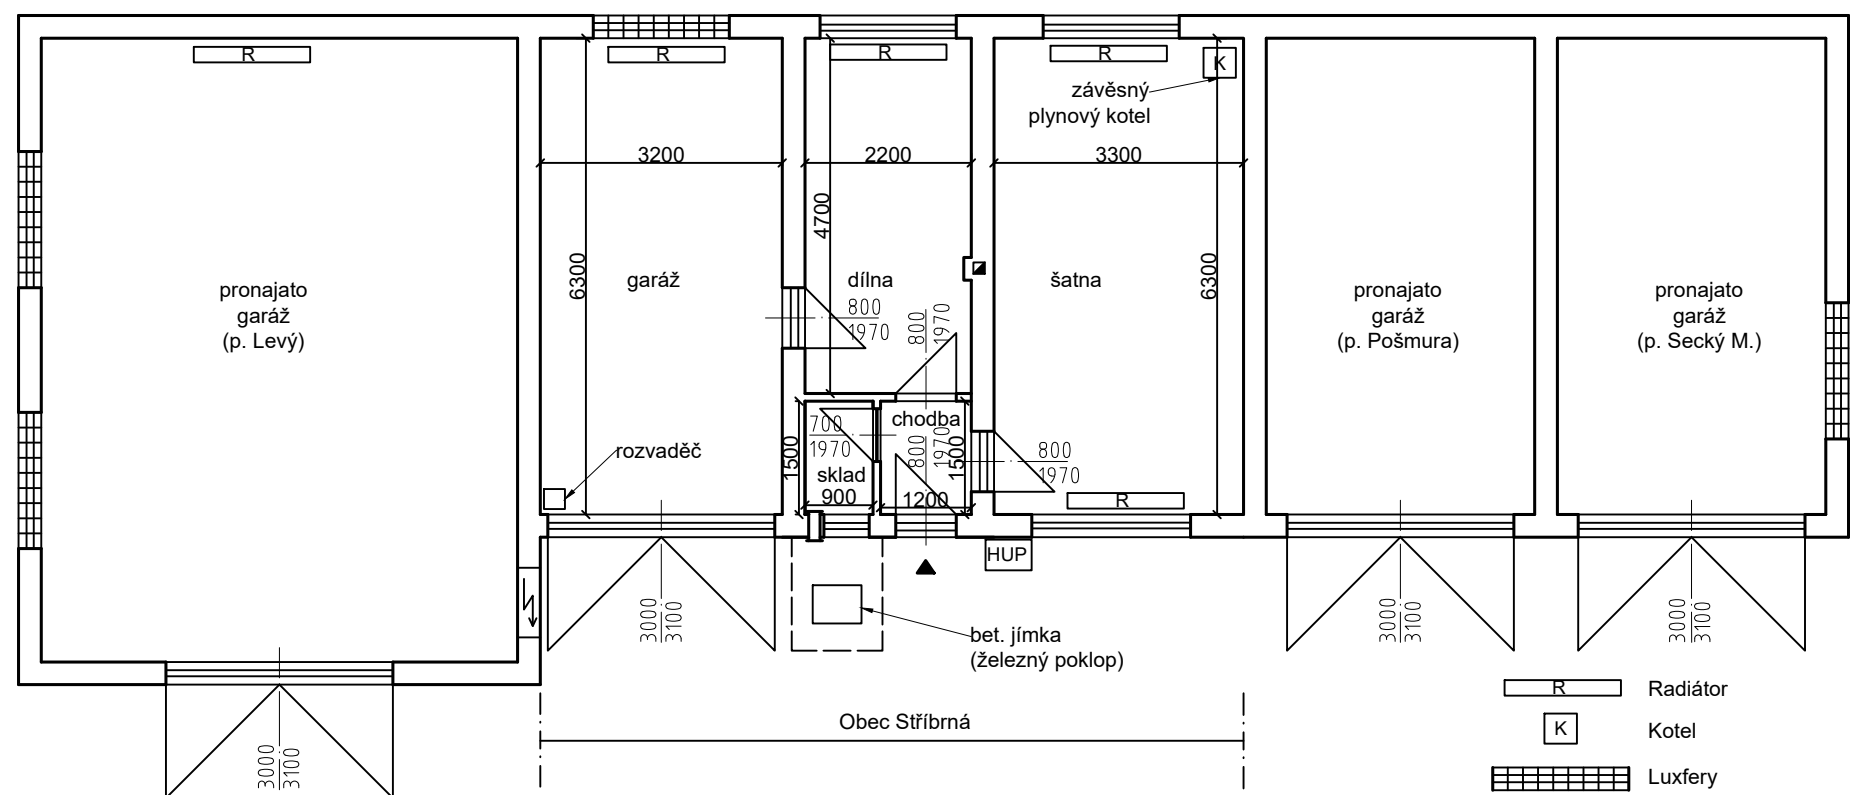 R
R
R
R
K
závěsný
plynový kotel
3200
2200
3300
4700
6300
6300
pronajato
garáž
(p. Levý)
garáž
dílna
šatna
pronajato
garáž
(p. Pošmura)
pronajato
garáž
(p. Secký M.)
800
1970
800
1970
chodba
700
1970
800
1970
1500
1500
800
1970
rozvaděč
sklad
900
1200
R
HUP
3000
3100
3000
3100
3000
3100
bet. jímka
(železný poklop)
Obec Stříbrná
3000
3100
R Radiátor
K Kotel
Luxfery